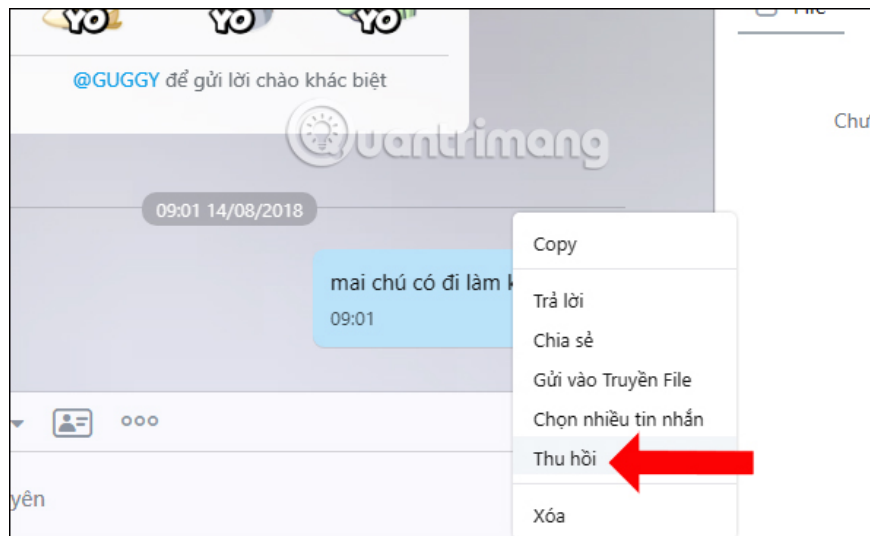 YO YO YO
File
@GUGGY để gửi lời chào khác biệt
Quantrimang
09:01 14/08/2018
Copy
mai chú có đi làm
09:01
Trả lời
Chia sẻ
Gửi vào Truyền File
Chọn nhiều tin nhắn
Thu hồi
Xóa